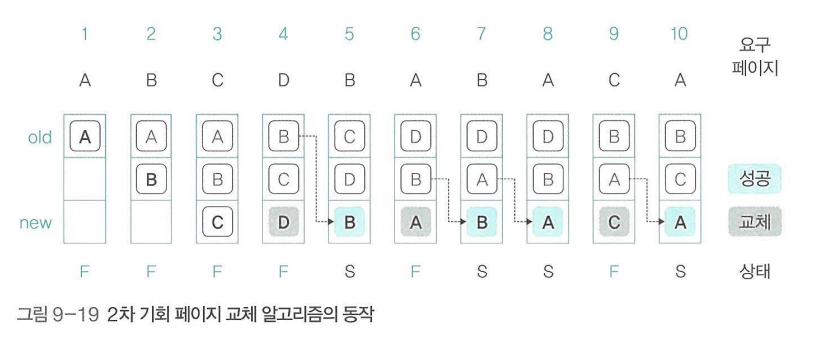 1 2 3 4 5 6 7 8 9 10 요구
페이지
A B C D B A B A C A
old A A A B C D D D B B
B B C D B A B A C 성공
new C D B A B A C A 교체
F F F F S F S S F S 상태
그림 9-19 2차 기회 페이지 교체 알고리즘의 동작